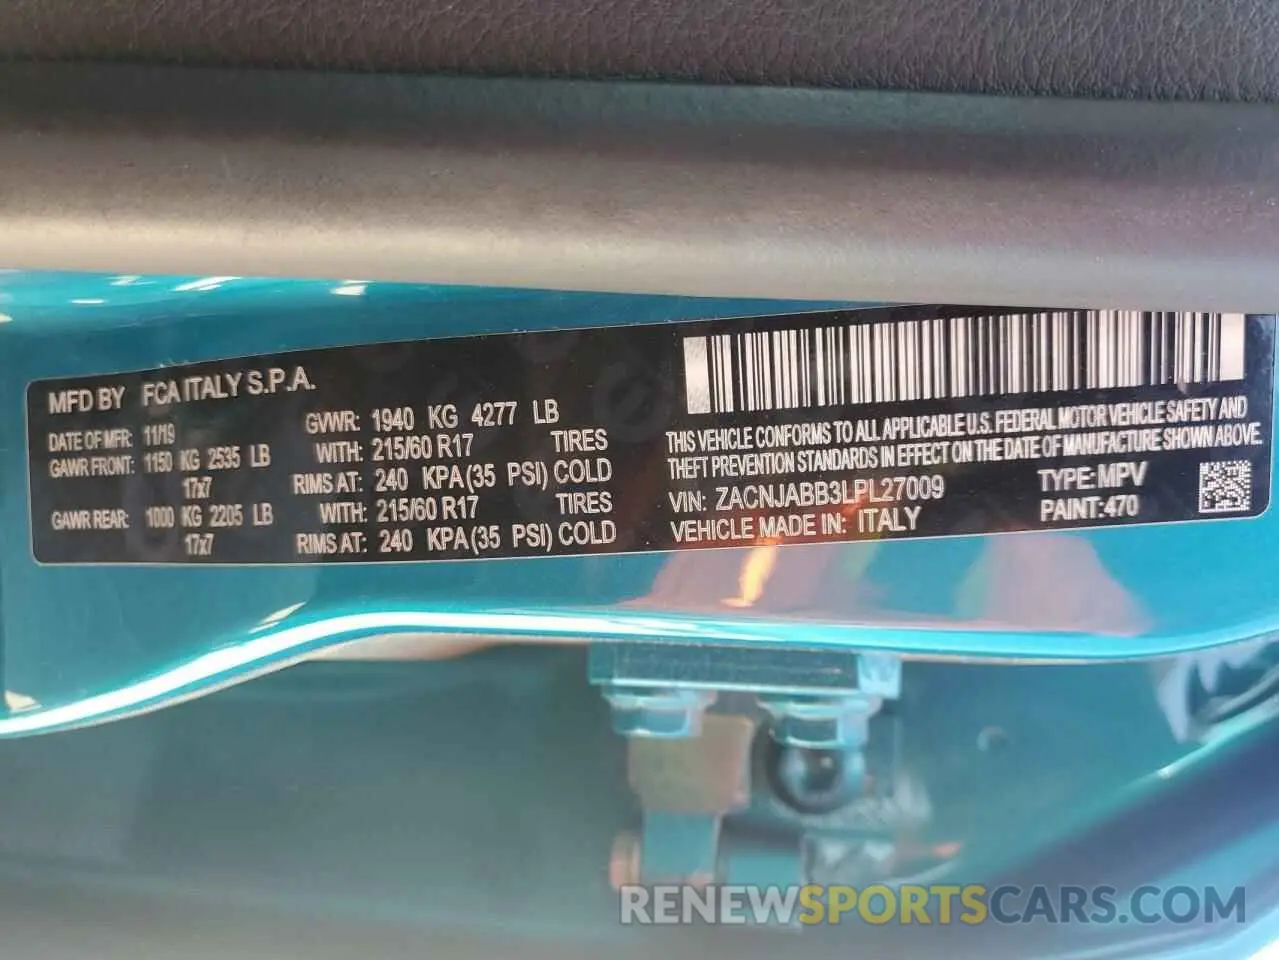 MFD BY FCA ITALY S.P.A.
DATE OF MFR: 11/19 GVWR: 1940 KG 4277 LB
GAWR FRONT: 1150 KG 2535 LB WITH: 215/60 R17 TIRES
17x7 RIMS AT: 240 KPA(35 PSI) COLD
GAWR REAR: 1000 KG 2205 LB WITH: 215/60 R17 TIRES
17x7 RIMS AT: 240 KPA(35 PSI) COLD
THIS VEHICLE CONFORMS TO ALL APPLICABLE U.S. FEDERAL MOTOR VEHICLE SAFETY AND
THEFT PREVENTION STANDARDS IN EFFECT ON THE DATE OF MANUFACTURE SHOWN ABOVE.
VIN: ZACNJABB3LPL27009 TYPE: MPV
VEHICLE MADE IN: ITALY PAINT:470
RENEWSPORTSCARS.COM